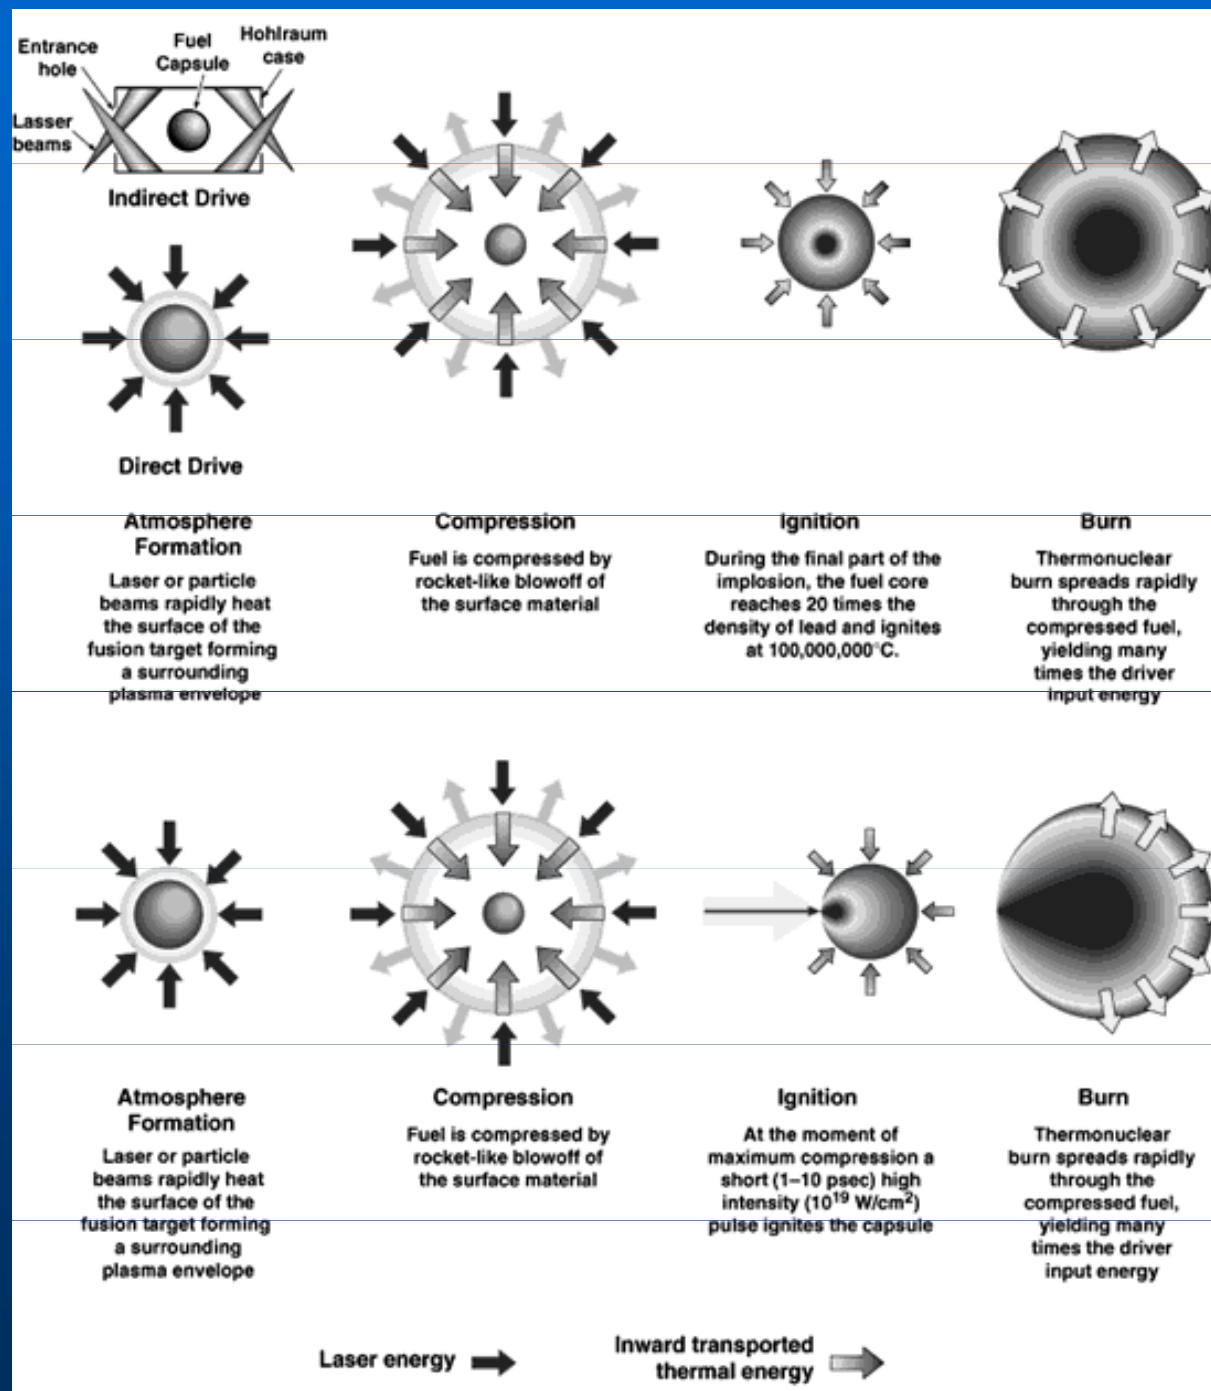 Entrance
hole
Fuel
Capsule
Hohlraum
case
Lasser
beams
Indirect Drive
Direct Drive
Atmosphere
Formation
Laser or particle
beams rapidly heat
the surface of the
fusion target forming
a surrounding
plasma envelope
Compression
Fuel is compressed by
rocket-like blowoff of
the surface material
Ignition
During the final part of the
implosion, the fuel core
reaches 20 times the
density of lead and ignites
at 100,000,000°C.
Burn
Thermonuclear
burn spreads rapidly
through the
compressed fuel,
yielding many
times the driver
input energy
Atmosphere
Formation
Laser or particle
beams rapidly heat
the surface of the
fusion target forming
a surrounding
plasma envelope
Compression
Fuel is compressed by
rocket-like blowoff of
the surface material
Ignition
At the moment of
maximum compression a
short (1–10 psec) high
intensity (10¹⁹ W/cm²)
pulse ignites the capsule
Burn
Thermonuclear
burn spreads rapidly
through the
compressed fuel,
yielding many
times the driver
input energy
Laser energy
Inward transported
thermal energy